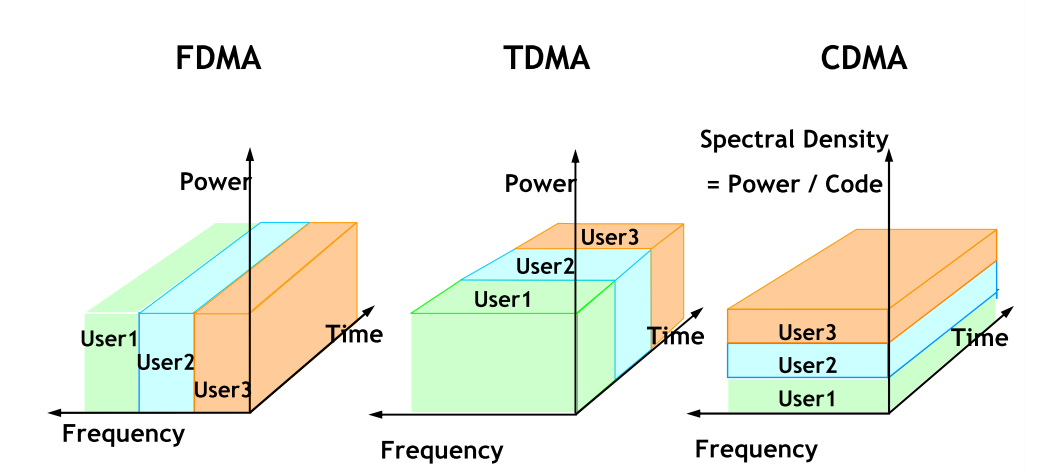 FDMA
TDMA
CDMA
Power
User1
User2
User3
Time
Frequency
Power
User3
User2
User1
Time
Frequency
Spectral Density
= Power / Code
User3
User2
User1
Time
Frequency